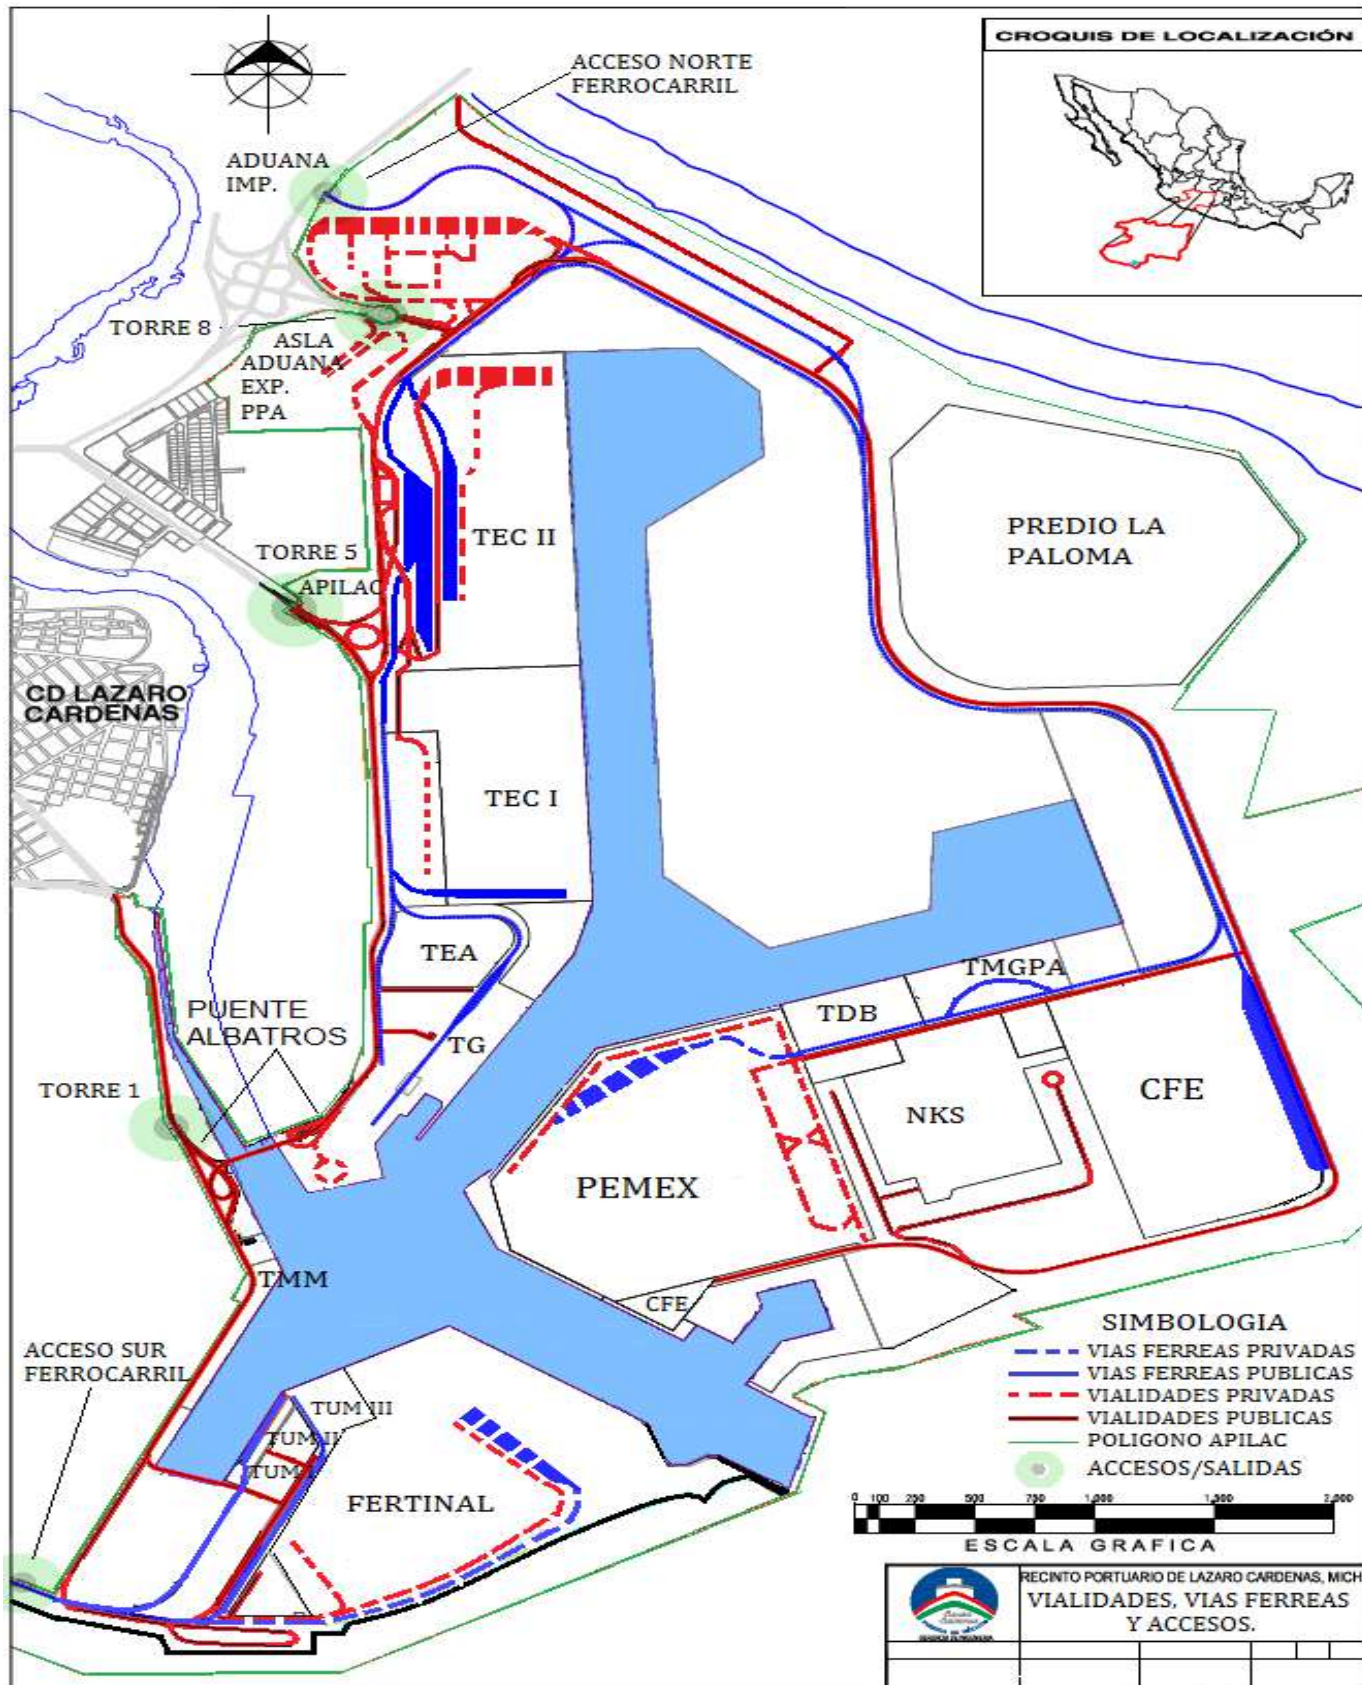 CROQUIS DE LOCALIZACIÓN
ACCESO NORTE
FERROCARRIL
ADUANA
IMP.
TORRE 8
ASLA
ADUANA
EXP.
PPA
TEC II
PREDIO LA
PALOMA
TORRE 5
APILAC
CD LAZARO
CARDENAS
TEC I
TEA
TMGPA
TDB
PUENTE
ALBATROS
TG
TORRE 1
NKS
CFE
PEMEX
TMM
CFE
ACCESO SUR
FERROCARRIL
TUM III
TUM II
TUM I
FERTINAL
SIMBOLOGIA
VIAS FERREAS PRIVADAS
VIAS FERREAS PUBLICAS
VIALIDADES PRIVADAS
VIALIDADES PUBLICAS
POLIGONO APILAC
ACCESOS/SALIDAS
0 100 250 500 750 1,000 1,500 2,000
ESCALA GRAFICA
RECINTO PORTUARIO DE LAZARO CARDENAS, MICH
VIALIDADES, VIAS FERREAS
Y ACCESOS.